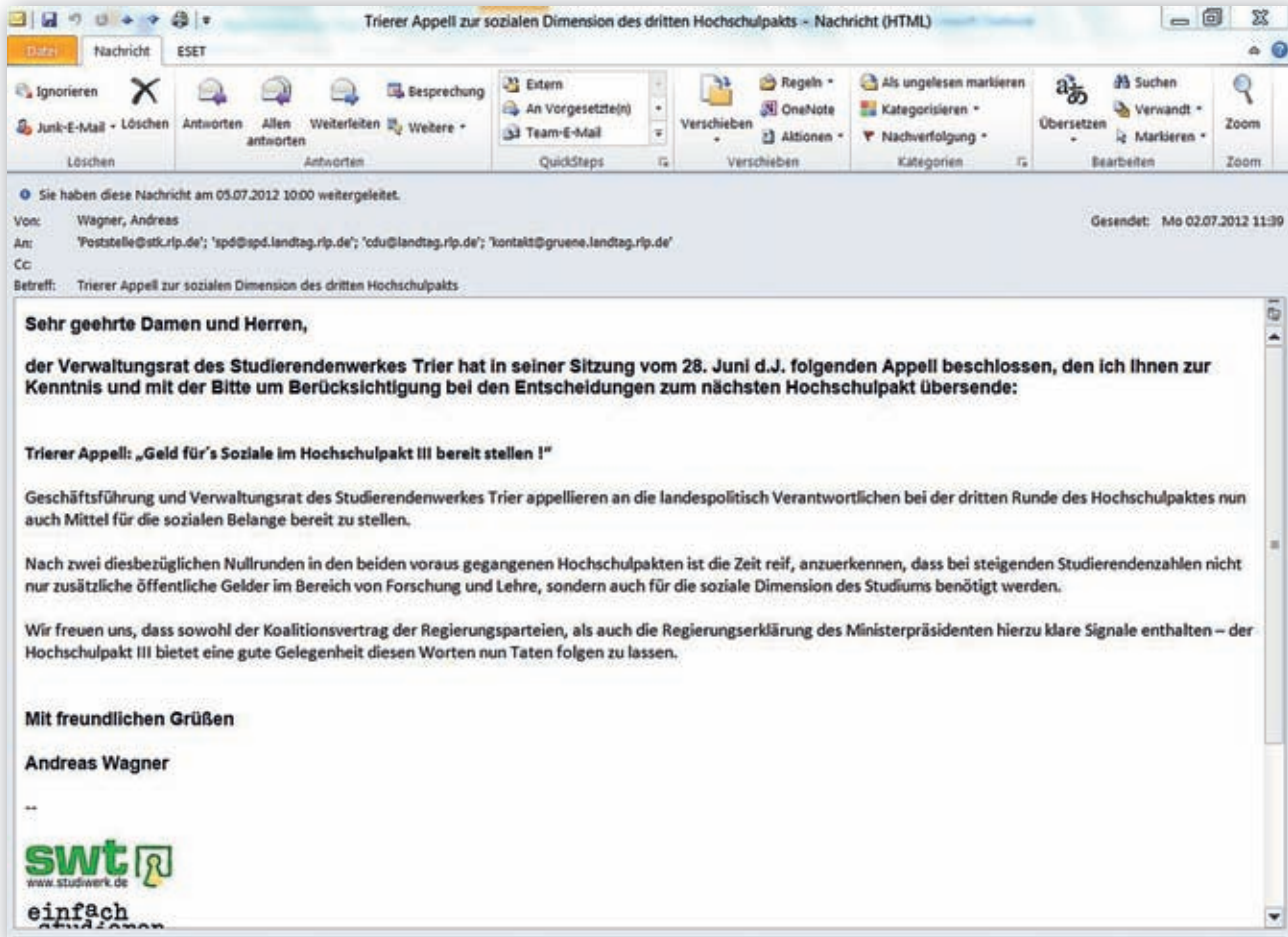 Trierer Appell zur sozialen Dimension des dritten Hochschulpakts - Nachricht (HTML)
Datei Nachricht ESET
Ignorieren
Junk-E-Mail
Löschen
Löschen
Antworten
Allen antworten
Weiterleiten
Besprechung
Weitere
Antworten
Extern
An Vorgesetzte(n)
Team-E-Mail
QuickSteps
Verschieben
Regeln
OneNote
Aktionen
Verschieben
Als ungelesen markieren
Kategorisieren
Nachverfolgung
Kategorien
Übersetzen
Suchen
Verwandt
Markieren
Bearbeiten
Zoom
Zoom
Sie haben diese Nachricht am 05.07.2012 10:00 weitergeleitet.
Von: Wagner, Andreas Gesendet: Mo 02.07.2012 11:39
An: 'Poststelle@stk.rlp.de'; 'spd@spd.landtag.rlp.de'; 'cdu@landtag.rlp.de'; 'kontakt@gruene.landtag.rlp.de'
Cc
Betreff: Trierer Appell zur sozialen Dimension des dritten Hochschulpakts
Sehr geehrte Damen und Herren,
der Verwaltungsrat des Studierendenwerkes Trier hat in seiner Sitzung vom 28. Juni d.J. folgenden Appell beschlossen, den ich Ihnen zur
Kenntnis und mit der Bitte um Berücksichtigung bei den Entscheidungen zum nächsten Hochschulpakt übersende:
Trierer Appell: „Geld für´s Soziale im Hochschulpakt III bereit stellen !“
Geschäftsführung und Verwaltungsrat des Studierendenwerkes Trier appellieren an die landespolitisch Verantwortlichen bei der dritten Runde des Hochschulpaktes nun
auch Mittel für die sozialen Belange bereit zu stellen.
Nach zwei diesbezüglichen Nullrunden in den beiden voraus gegangenen Hochschulpakten ist die Zeit reif, anzuerkennen, dass bei steigenden Studierendenzahlen nicht
nur zusätzliche öffentliche Gelder im Bereich von Forschung und Lehre, sondern auch für die soziale Dimension des Studiums benötigt werden.
Wir freuen uns, dass sowohl der Koalitionsvertrag der Regierungsparteien, als auch die Regierungserklärung des Ministerpräsidenten hierzu klare Signale enthalten – der
Hochschulpakt III bietet eine gute Gelegenheit diesen Worten nun Taten folgen zu lassen.
Mit freundlichen Grüßen
Andreas Wagner
--
swt
www.studiwerk.de
einfach
studieren